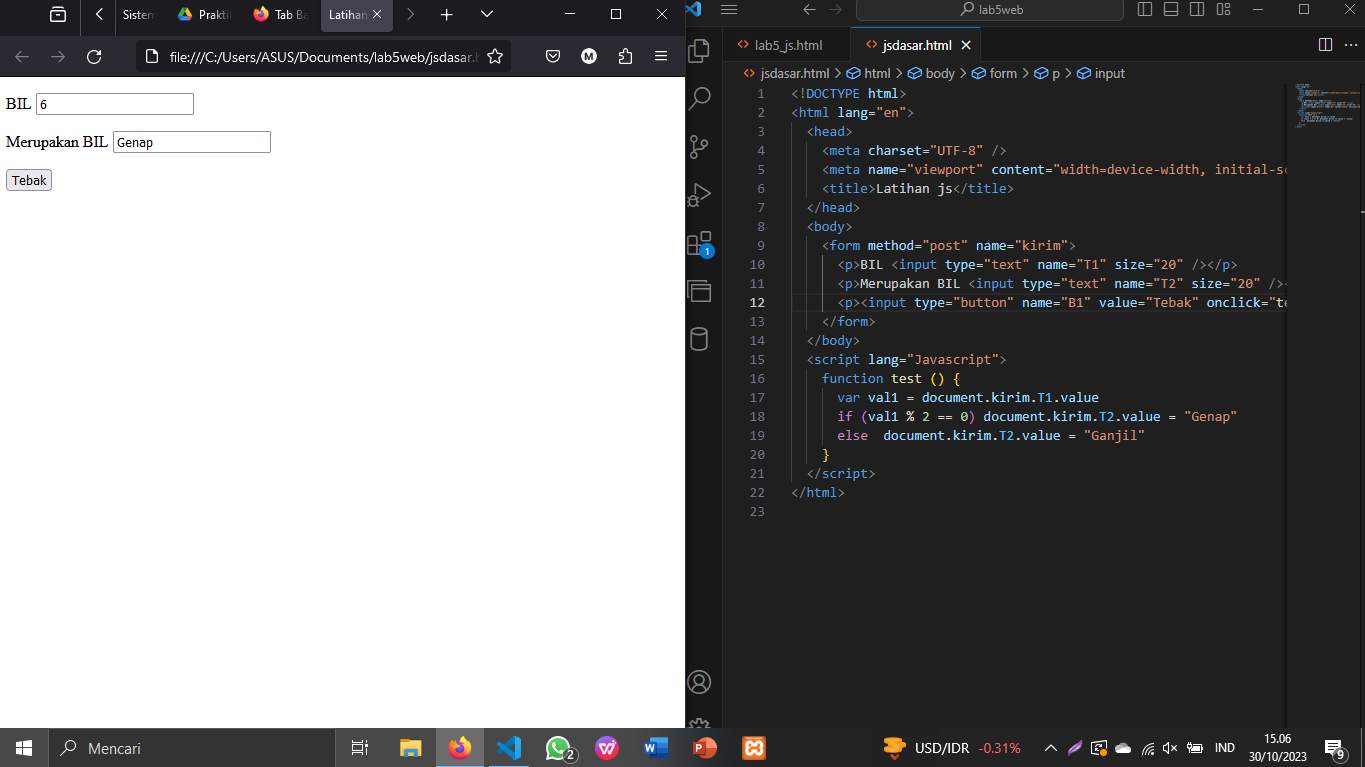 Sistem
Prakti
Tab Ba
Latihan
lab5web
file:///C:/Users/ASUS/Documents/lab5web/jsdasar.h
M
lab5_js.html
jsdasar.html
jsdasar.html > html > body > form > p > input
BIL 6
Merupakan BIL Genap
Tebak
1 <!DOCTYPE html>
2 <html lang="en">
3 <head>
4 <meta charset="UTF-8" />
5 <meta name="viewport" content="width=device-width, initial-sc
6 <title>Latihan js</title>
7 </head>
8 <body>
9 <form method="post" name="kirim">
10 <p>BIL <input type="text" name="T1" size="20" /></p>
11 <p>Merupakan BIL <input type="text" name="T2" size="20" /><
12 <p><input type="button" name="B1" value="Tebak" onclick="te
13 </form>
14 </body>
15 <script lang="Javascript">
16 function test () {
17 var val1 = document.kirim.T1.value
18 if (val1 % 2 == 0) document.kirim.T2.value = "Genap"
19 else  document.kirim.T2.value = "Ganjil"
20 }
21 </script>
22 </html>
23
1
Mencari
2
W
P
USD/IDR -0.31%
IND
15.06
30/10/2023
9